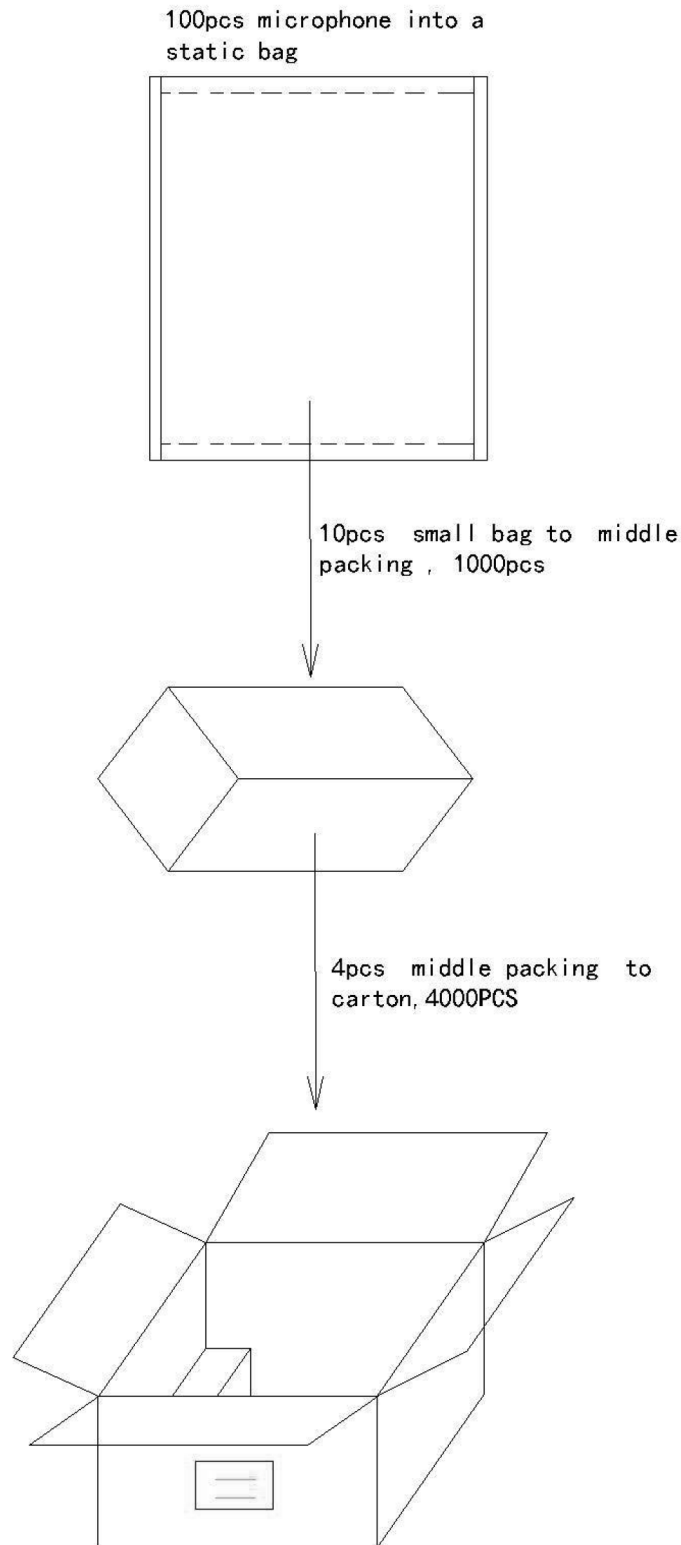 100pcs microphone into a
static bag
10pcs small bag to middle
packing , 1000pcs
4pcs middle packing to
carton,4000PCS